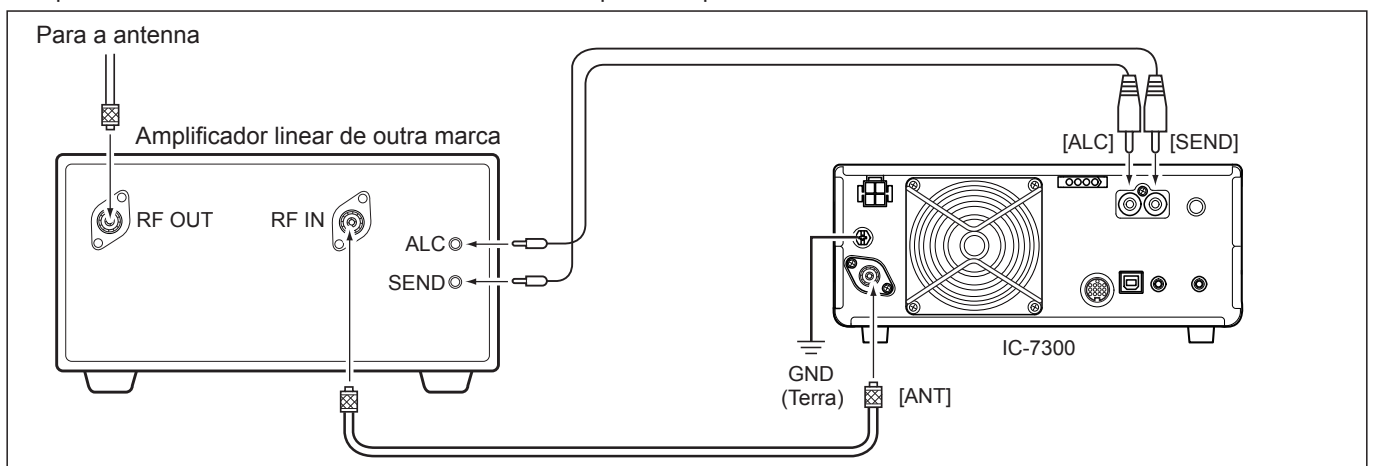 Para a antenna
Amplificador linear de outra marca
[ALC]
[SEND]
RF OUT
RF IN
ALC
SEND
IC-7300
GND
(Terra)
[ANT]